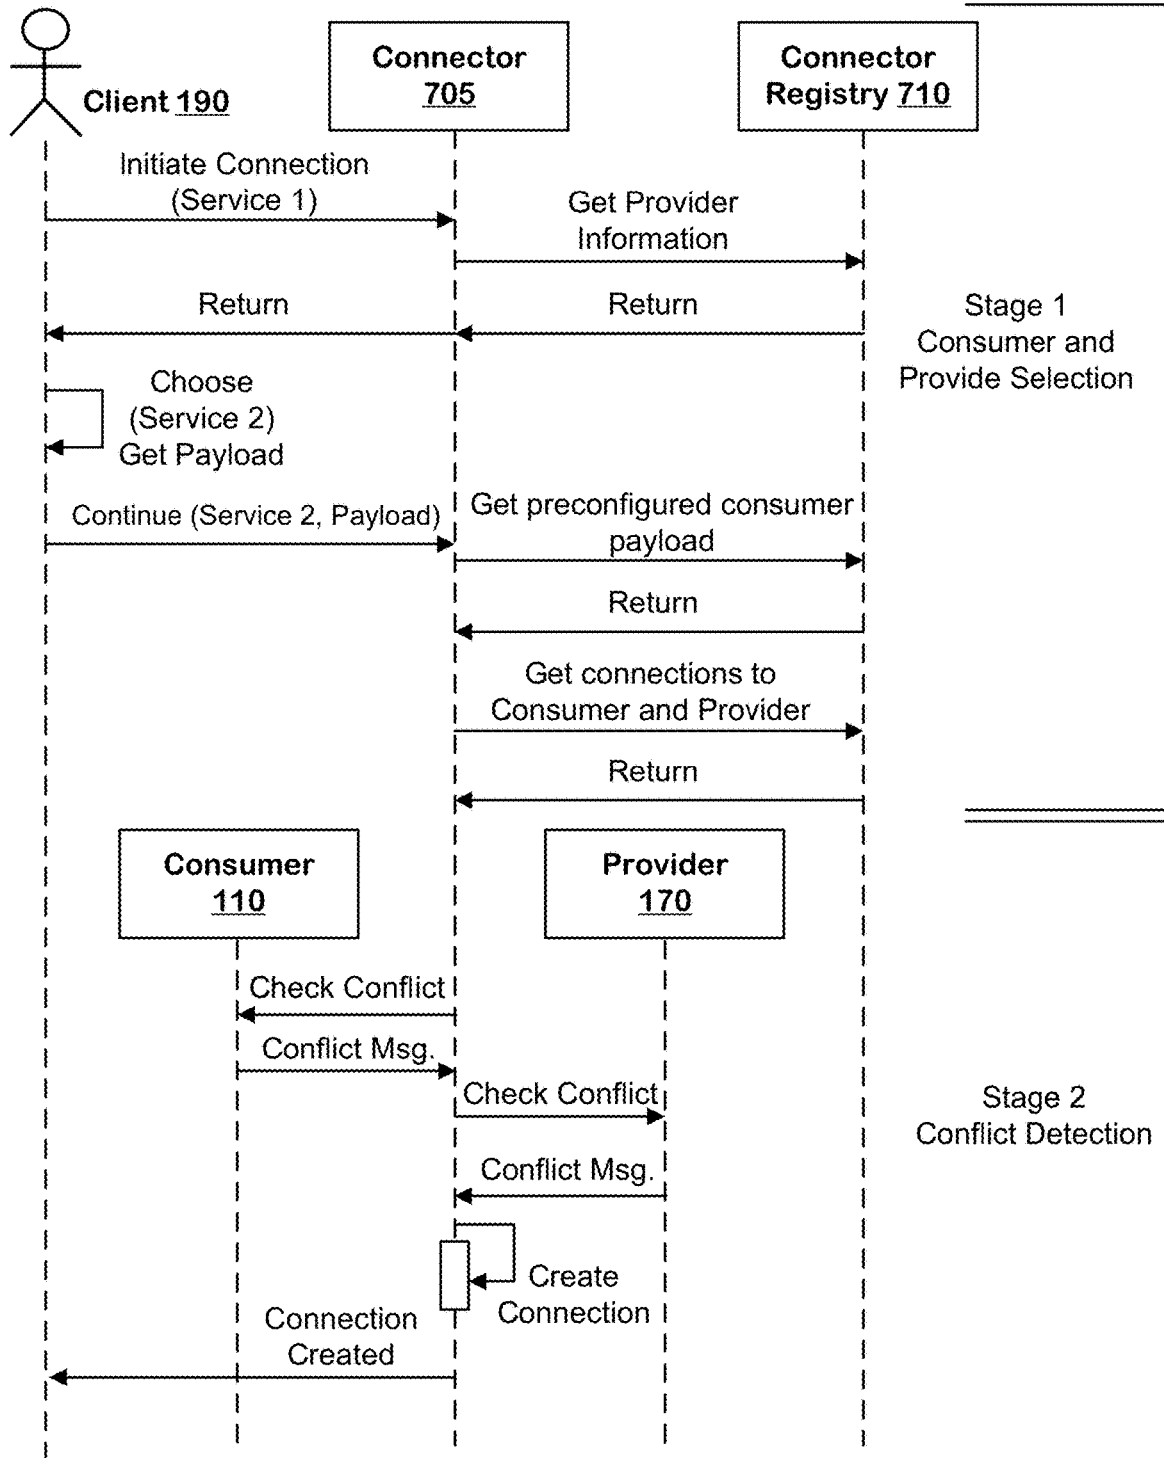 Client 190
Connector
705
Connector
Registry 710
Initiate Connection
(Service 1)
Get Provider
Information
Return
Return
Stage 1
Consumer and
Provide Selection
Choose
(Service 2)
Get Payload
Continue (Service 2, Payload)
Get preconfigured consumer
payload
Return
Get connections to
Consumer and Provider
Return
Consumer
110
Provider
170
Check Conflict
Conflict Msg.
Check Conflict
Stage 2
Conflict Detection
Conflict Msg.
Create
Connection
Connection
Created